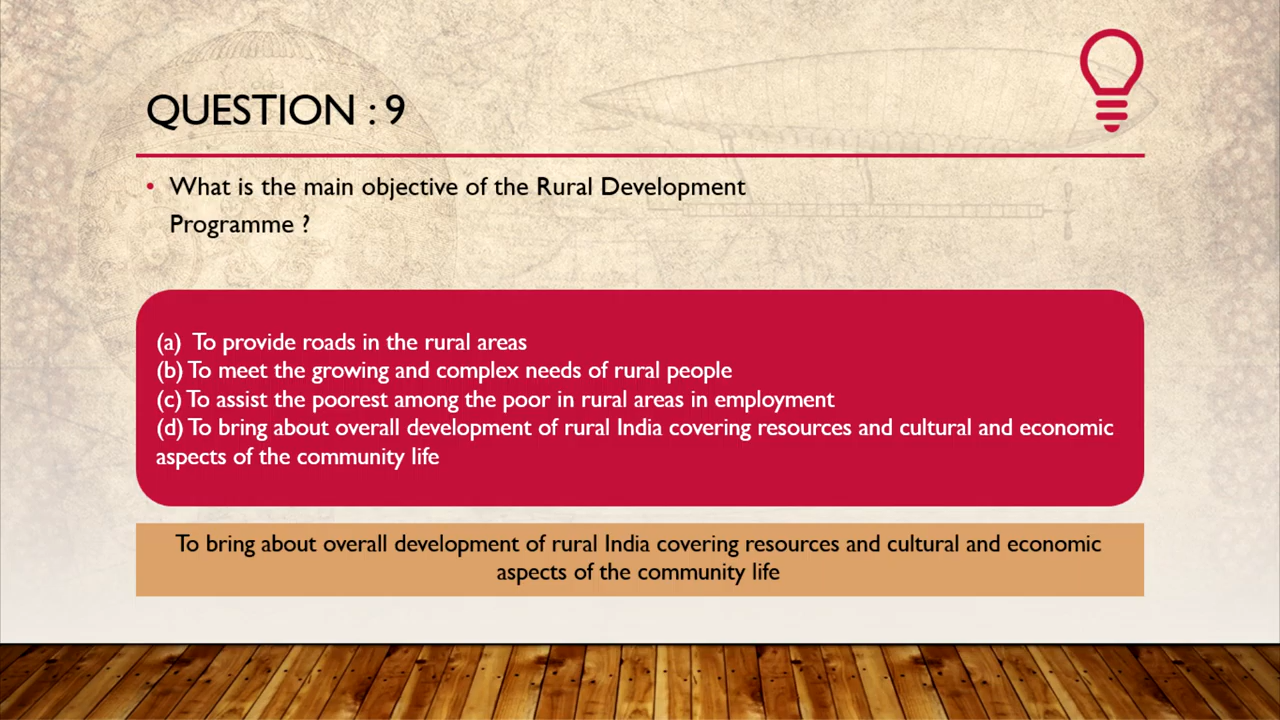 QUESTION : 9
• What is the main objective of the Rural Development
Programme ?
(a) To provide roads in the rural areas
(b) To meet the growing and complex needs of rural people
(c) To assist the poorest among the poor in rural areas in employment
(d) To bring about overall development of rural India covering resources and cultural and economic
aspects of the community life
To bring about overall development of rural India covering resources and cultural and economic
aspects of the community life